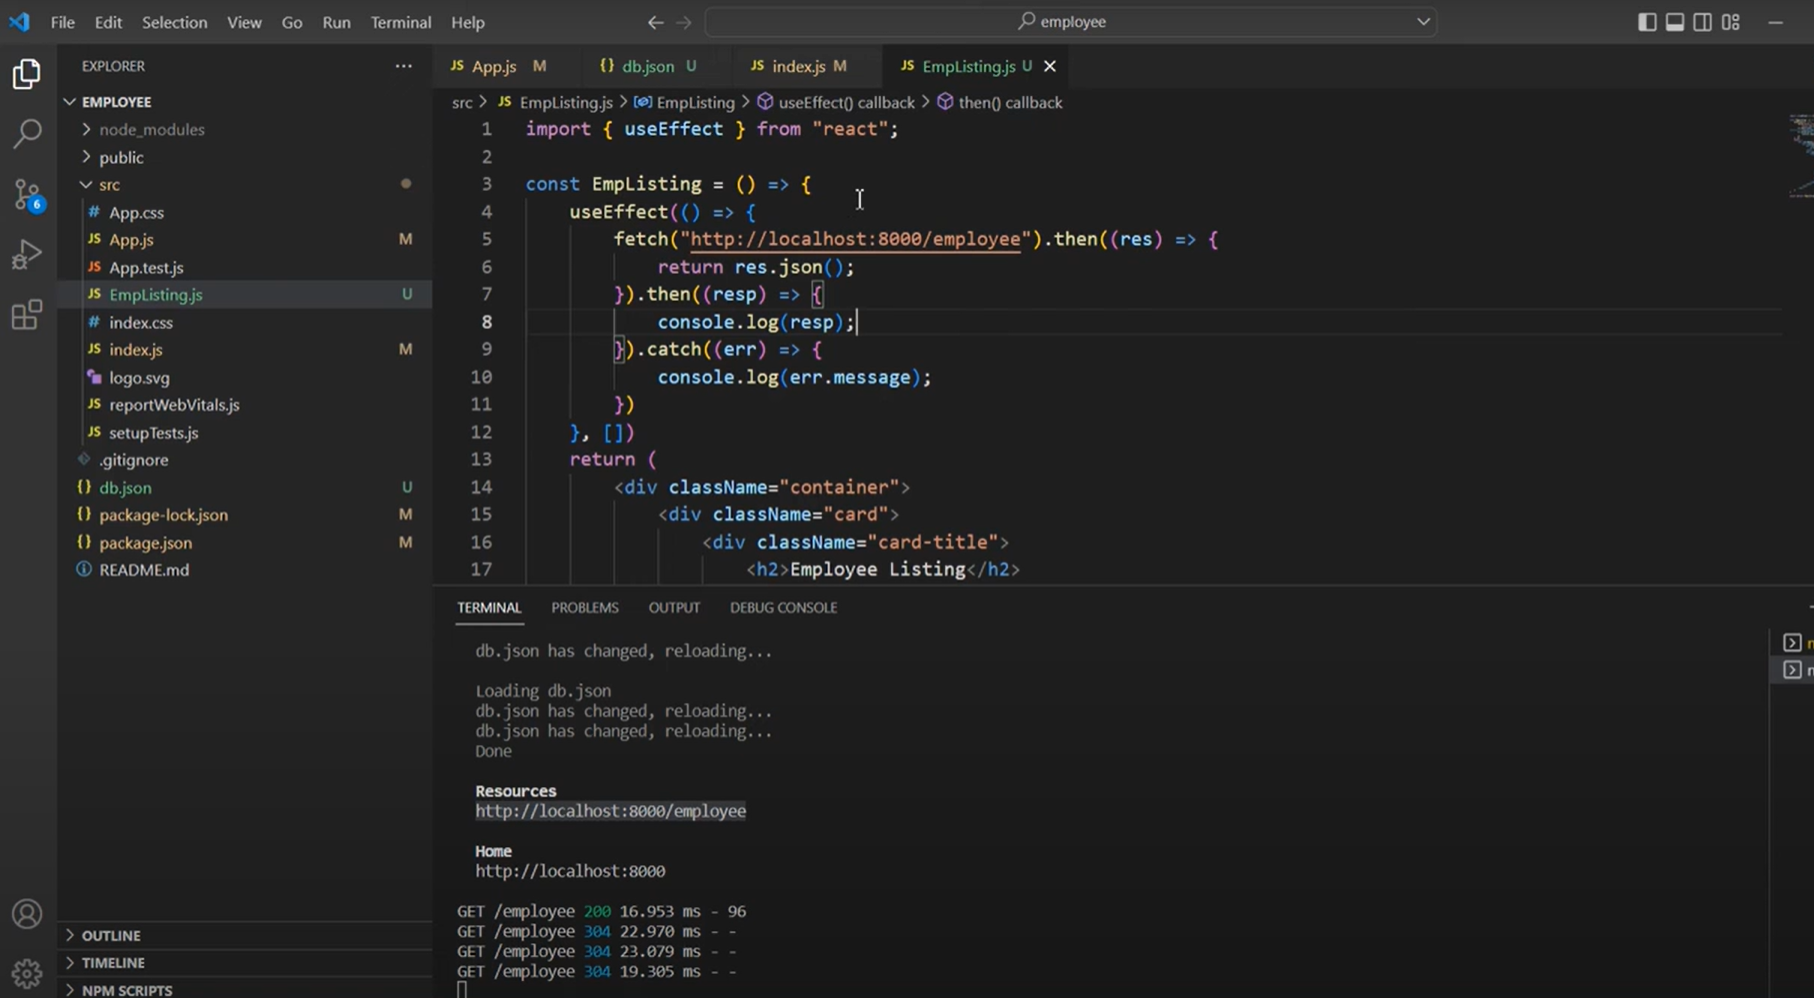 File Edit Selection View Go Run Terminal Help
employee
EXPLORER
EMPLOYEE
node_modules
public
src
# App.css
JS App.js M
JS App.test.js
JS EmpListing.js U
# index.css
JS index.js M
logo.svg
JS reportWebVitals.js
JS setupTests.js
.gitignore
{} db.json U
{} package-lock.json M
{} package.json M
README.md
6
OUTLINE
TIMELINE
NPM SCRIPTS
JS App.js M {} db.json U JS index.js M JS EmpListing.js U
src > JS EmpListing.js > EmpListing > useEffect() callback > then() callback
1 import { useEffect } from "react";
2
3 const EmpListing = () => {
4 useEffect(() => {
5 fetch("http://localhost:8000/employee").then((res) => {
6 return res.json();
7 }).then((resp) => {
8 console.log(resp);
9 }).catch((err) => {
10 console.log(err.message);
11 })
12 }, [])
13 return (
14 <div className="container">
15 <div className="card">
16 <div className="card-title">
17 <h2>Employee Listing</h2>
TERMINAL PROBLEMS OUTPUT DEBUG CONSOLE
db.json has changed, reloading...
Loading db.json
db.json has changed, reloading...
db.json has changed, reloading...
Done
Resources
http://localhost:8000/employee
Home
http://localhost:8000
GET /employee 200 16.953 ms - 96
GET /employee 304 22.970 ms - -
GET /employee 304 23.079 ms - -
GET /employee 304 19.305 ms - -